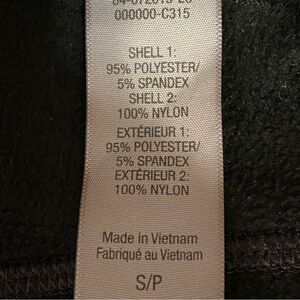 000000-C315
SHELL 1:
95% POLYESTER/
5% SPANDEX
SHELL 2:
100% NYLON
EXTÉRIEUR 1:
95% POLYESTER/
5% SPANDEX
EXTÉRIEUR 2:
100% NYLON
Made in Vietnam
Fabriqué au Vietnam
S/P